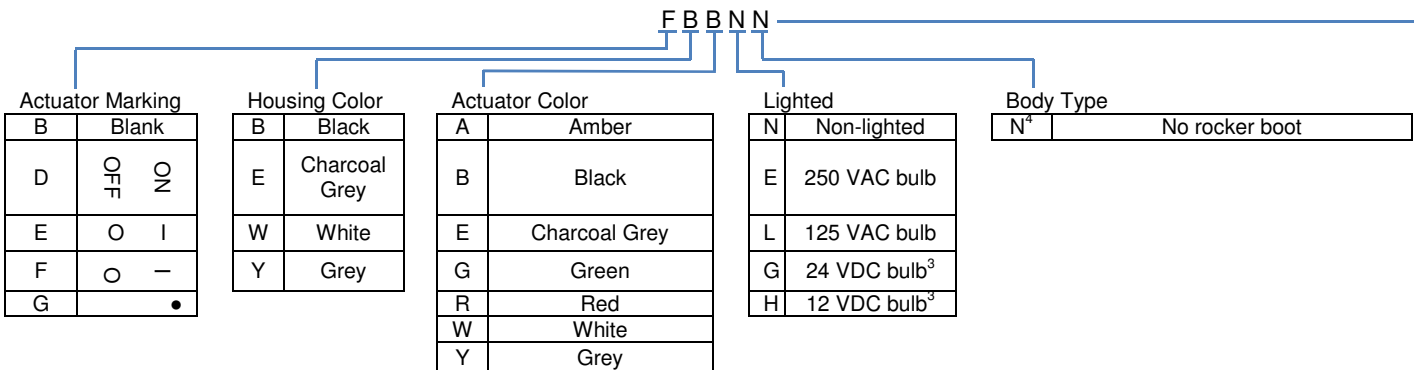 F B B N N
Actuator Marking
B Blank
D OFF ON
E O I
F O –
G ●
Housing Color
B Black
E Charcoal
Grey
W White
Y Grey
Actuator Color
A Amber
B Black
E Charcoal Grey
G Green
R Red
W White
Y Grey
Lighted
N Non-lighted
E 250 VAC bulb
L 125 VAC bulb
G 24 VDC bulb³
H 12 VDC bulb³
Body Type
N⁴ No rocker boot